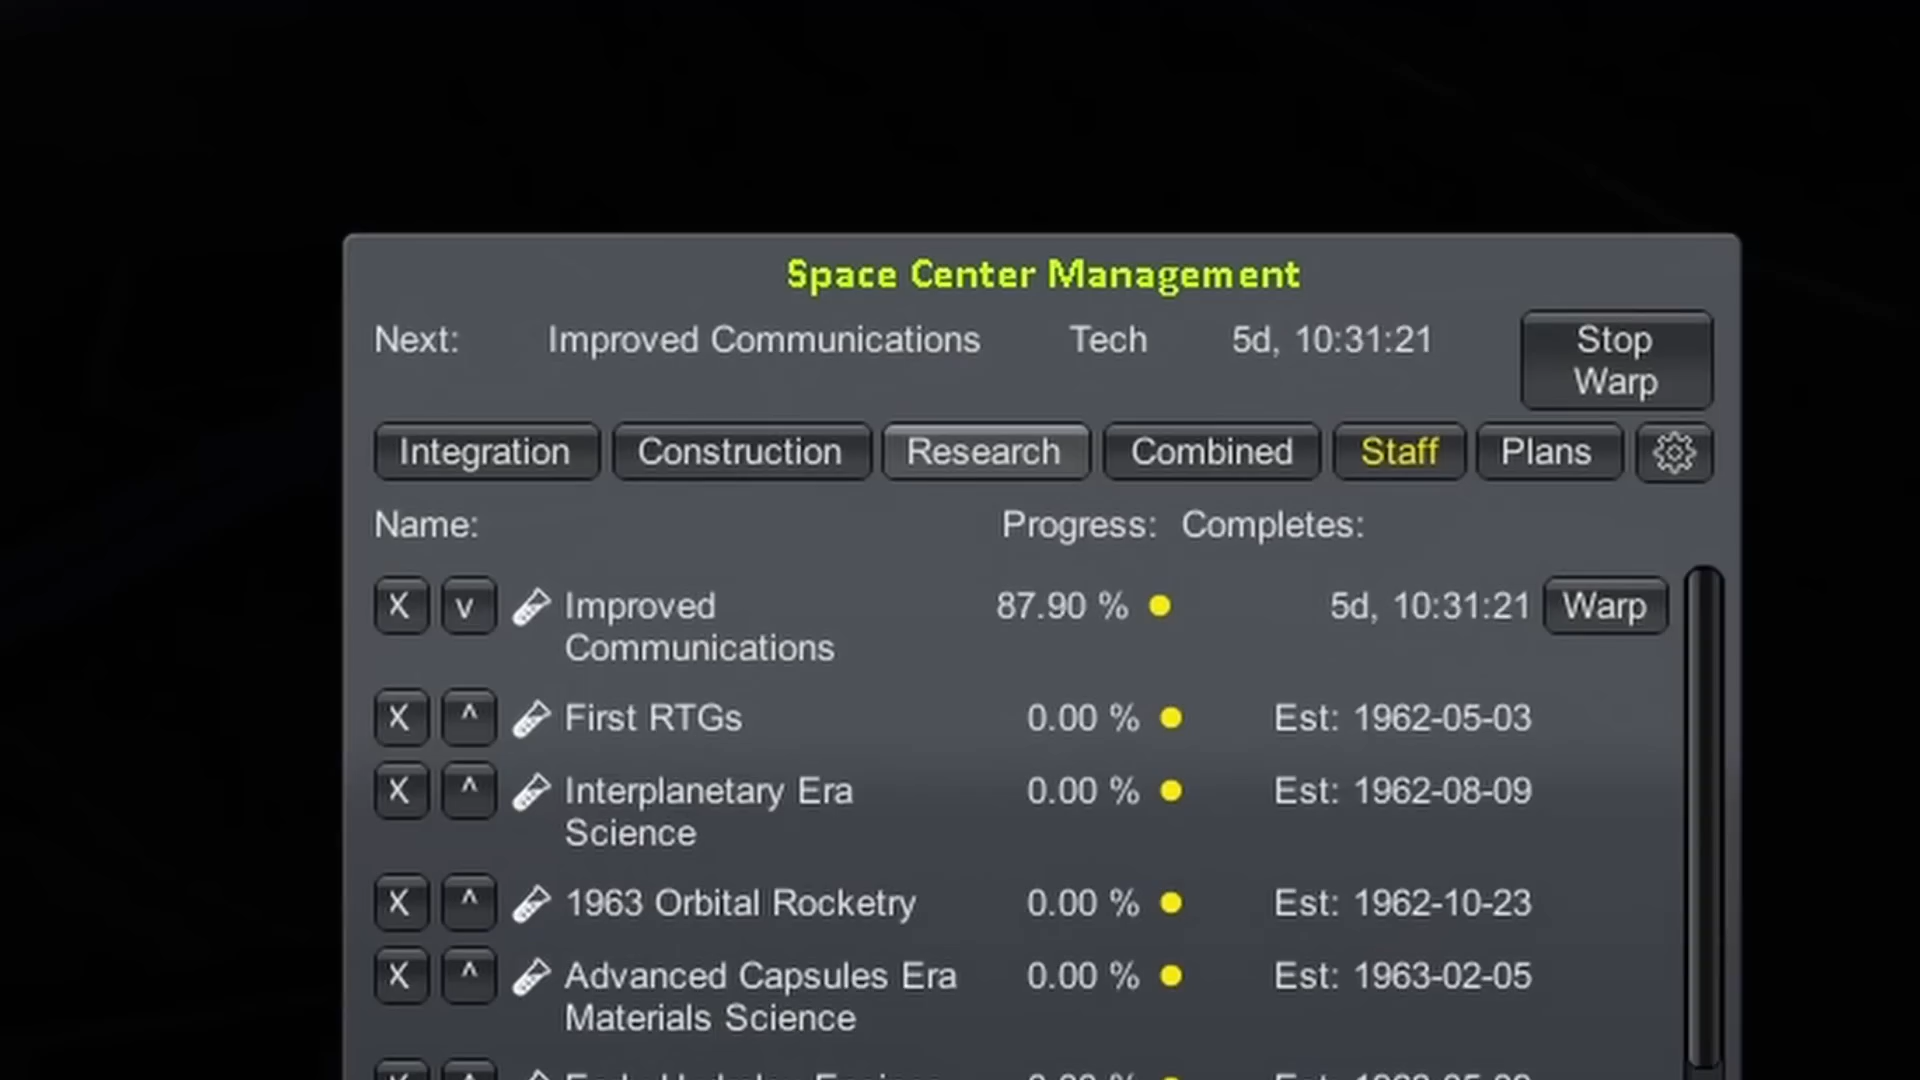 Space Center Management
Next: Improved Communications Tech 5d, 10:31:21 Stop Warp
Integration Construction Research Combined Staff Plans
Name: Progress: Completes:
X v Improved 87.90 % 5d, 10:31:21 Warp
Communications
X ^ First RTGs 0.00 % Est: 1962-05-03
X ^ Interplanetary Era 0.00 % Est: 1962-08-09
Science
X ^ 1963 Orbital Rocketry 0.00 % Est: 1962-10-23
X ^ Advanced Capsules Era 0.00 % Est: 1963-02-05
Materials Science